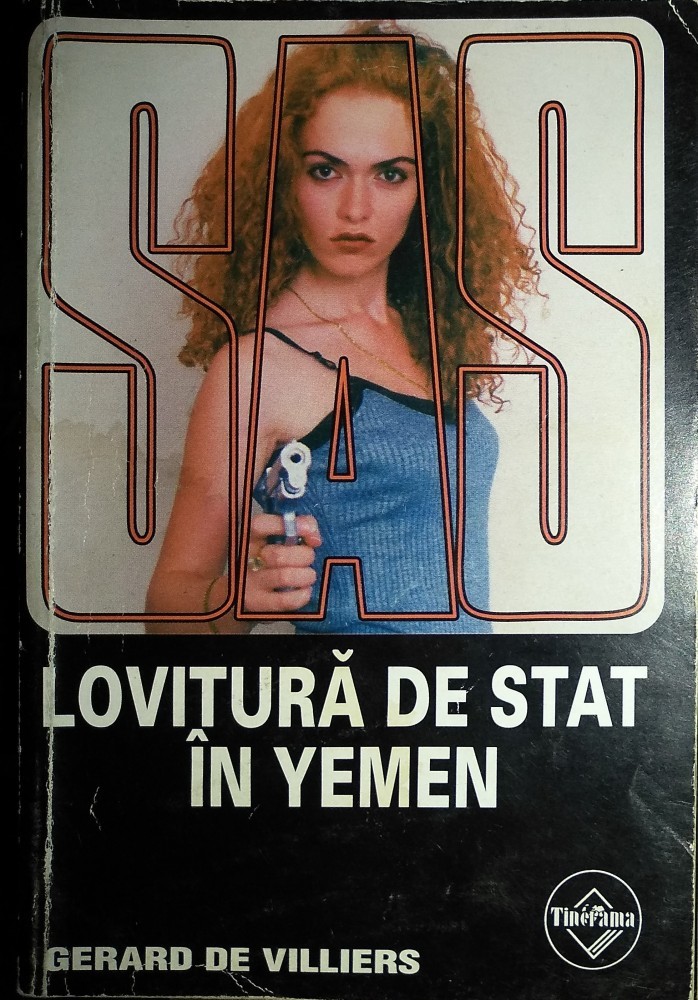 SAS
LOVITURĂ DE STAT
ÎN YEMEN
Tinerama
GERARD DE VILLIERS